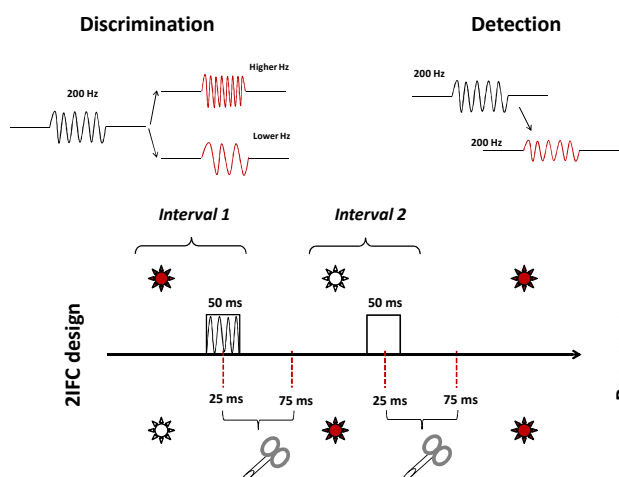 Discrimination
Detection
Higher Hz
200 Hz
200 Hz
Lower Hz
200 Hz
Interval 1
Interval 2
2IFC design
50 ms
50 ms
25 ms
75 ms
25 ms
75 ms